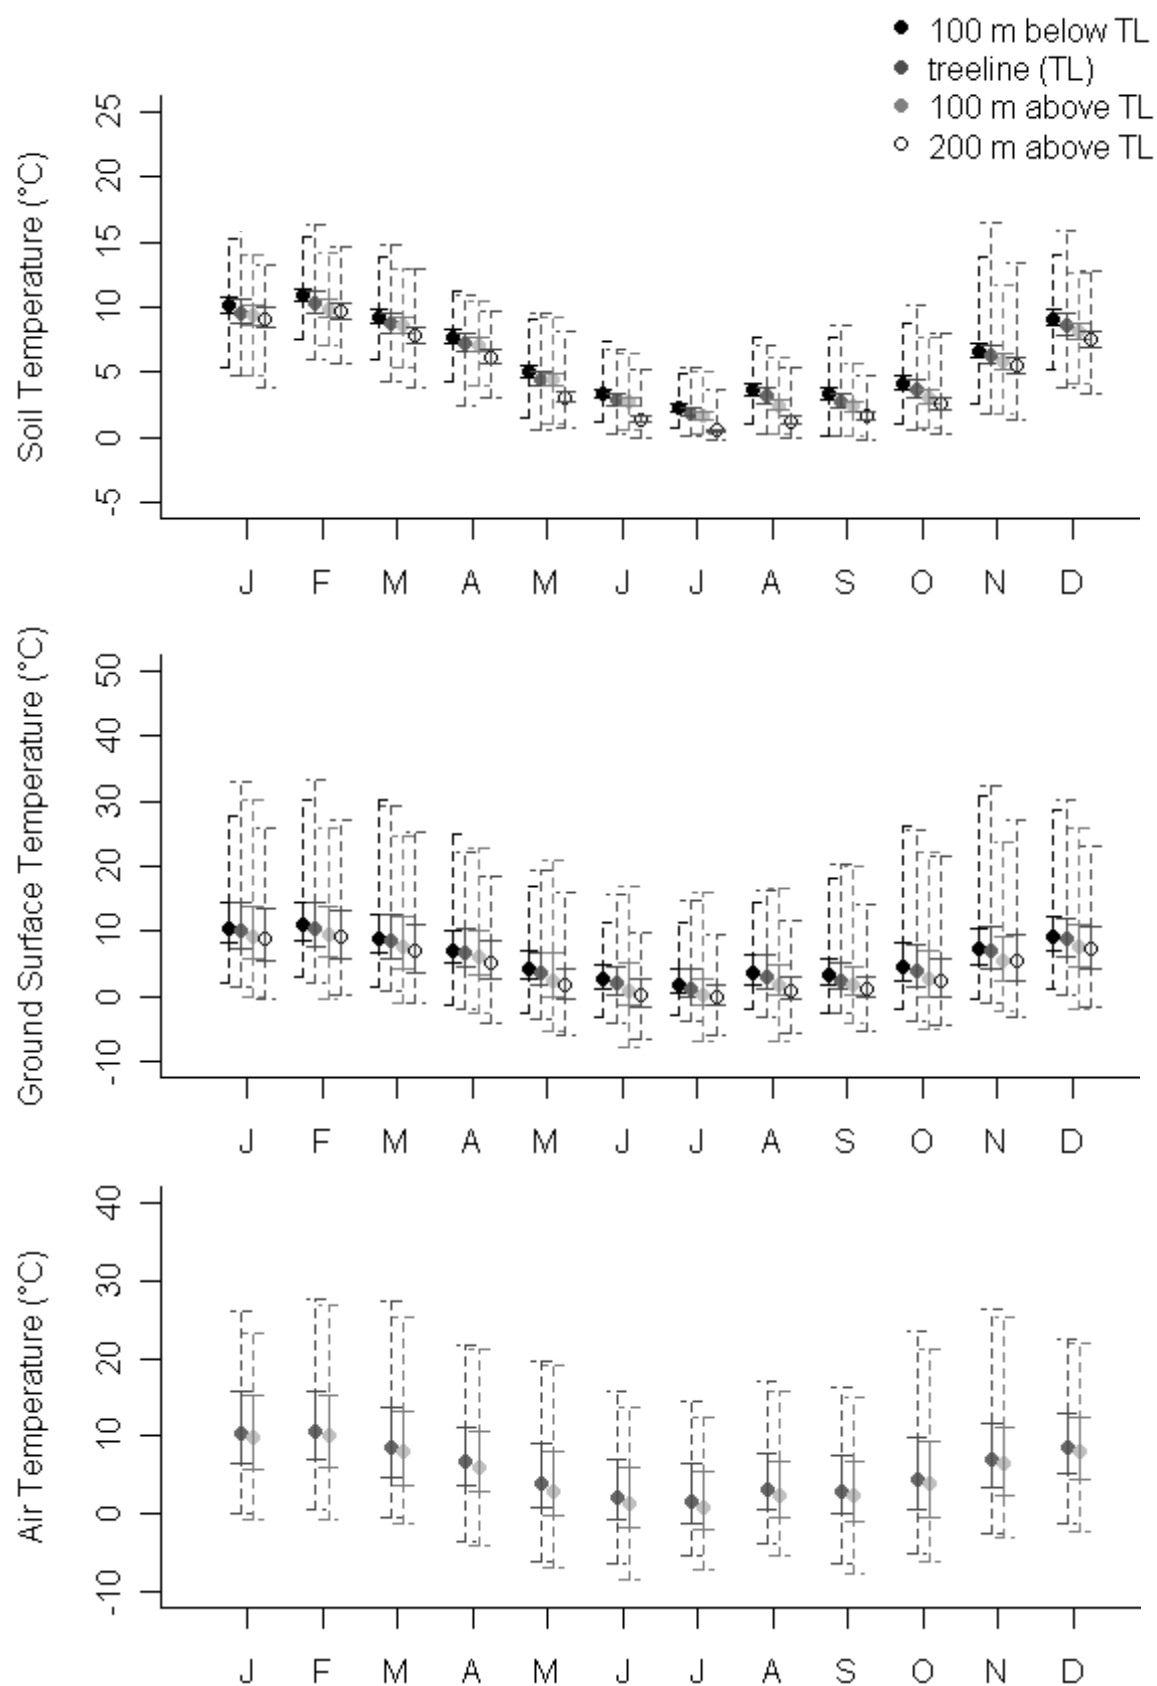 100 m below TL
treeline (TL)
100 m above TL
200 m above TL
Soil Temperature (°C)
25
20
15
10
5
0
-5
J F M A M J J A S O N D
Ground Surface Temperature (°C)
50
40
30
20
10
0
-10
J F M A M J J A S O N D
Air Temperature (°C)
40
30
20
10
0
-10
J F M A M J J A S O N D